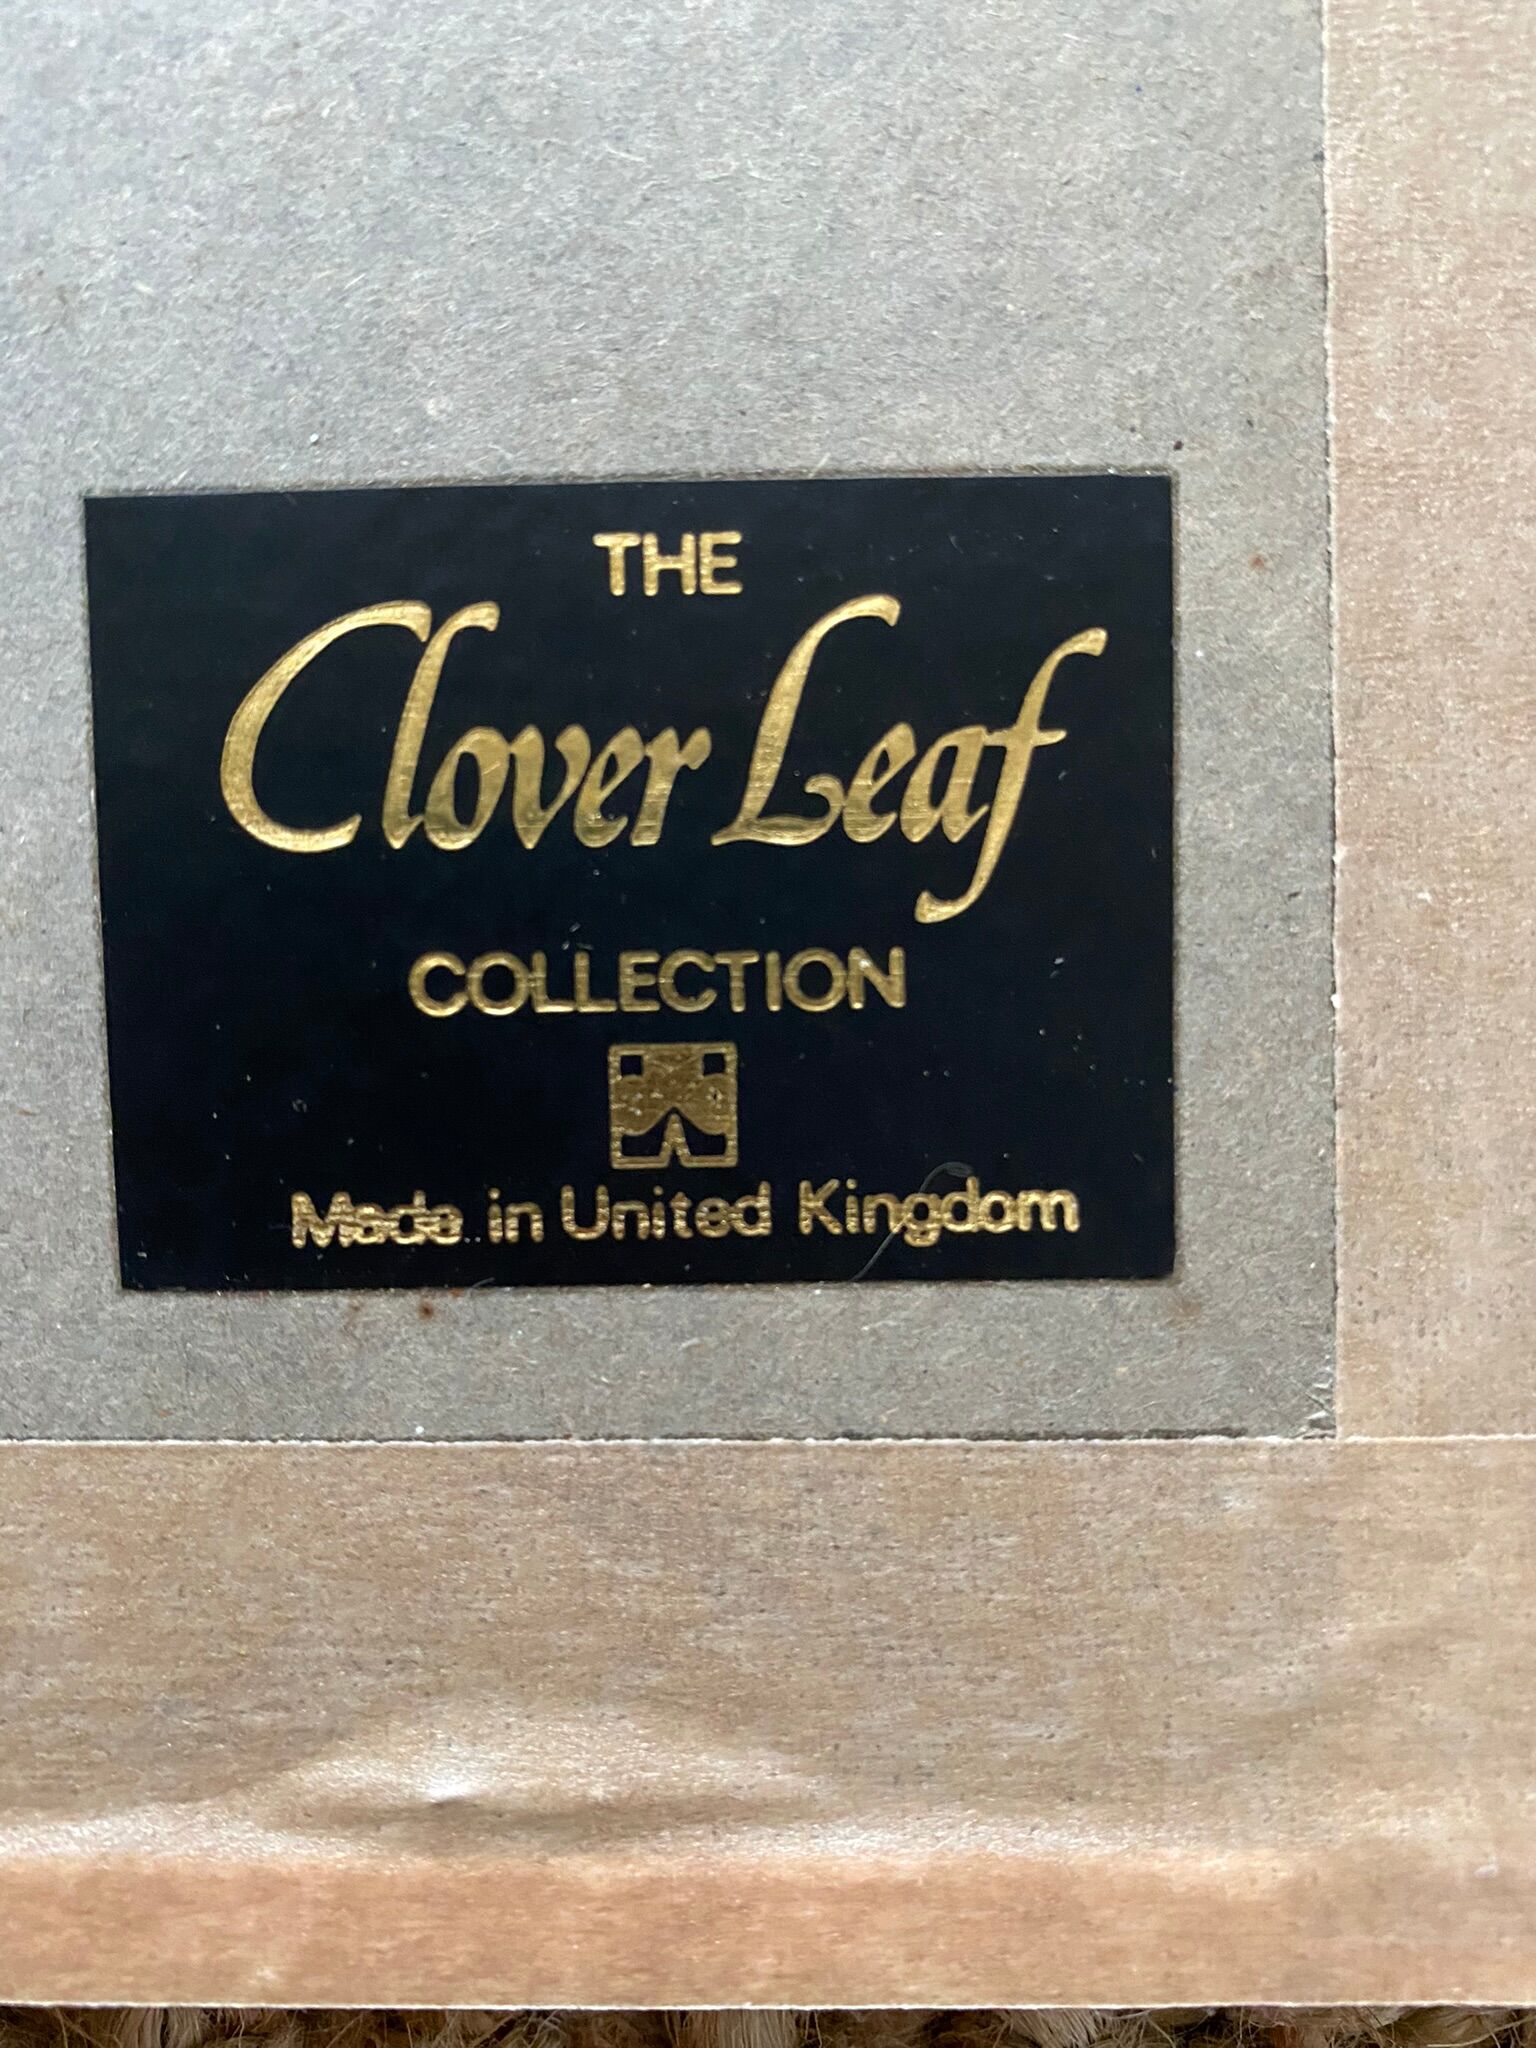 THE
Clover Leaf
COLLECTION
Made in United Kingdom